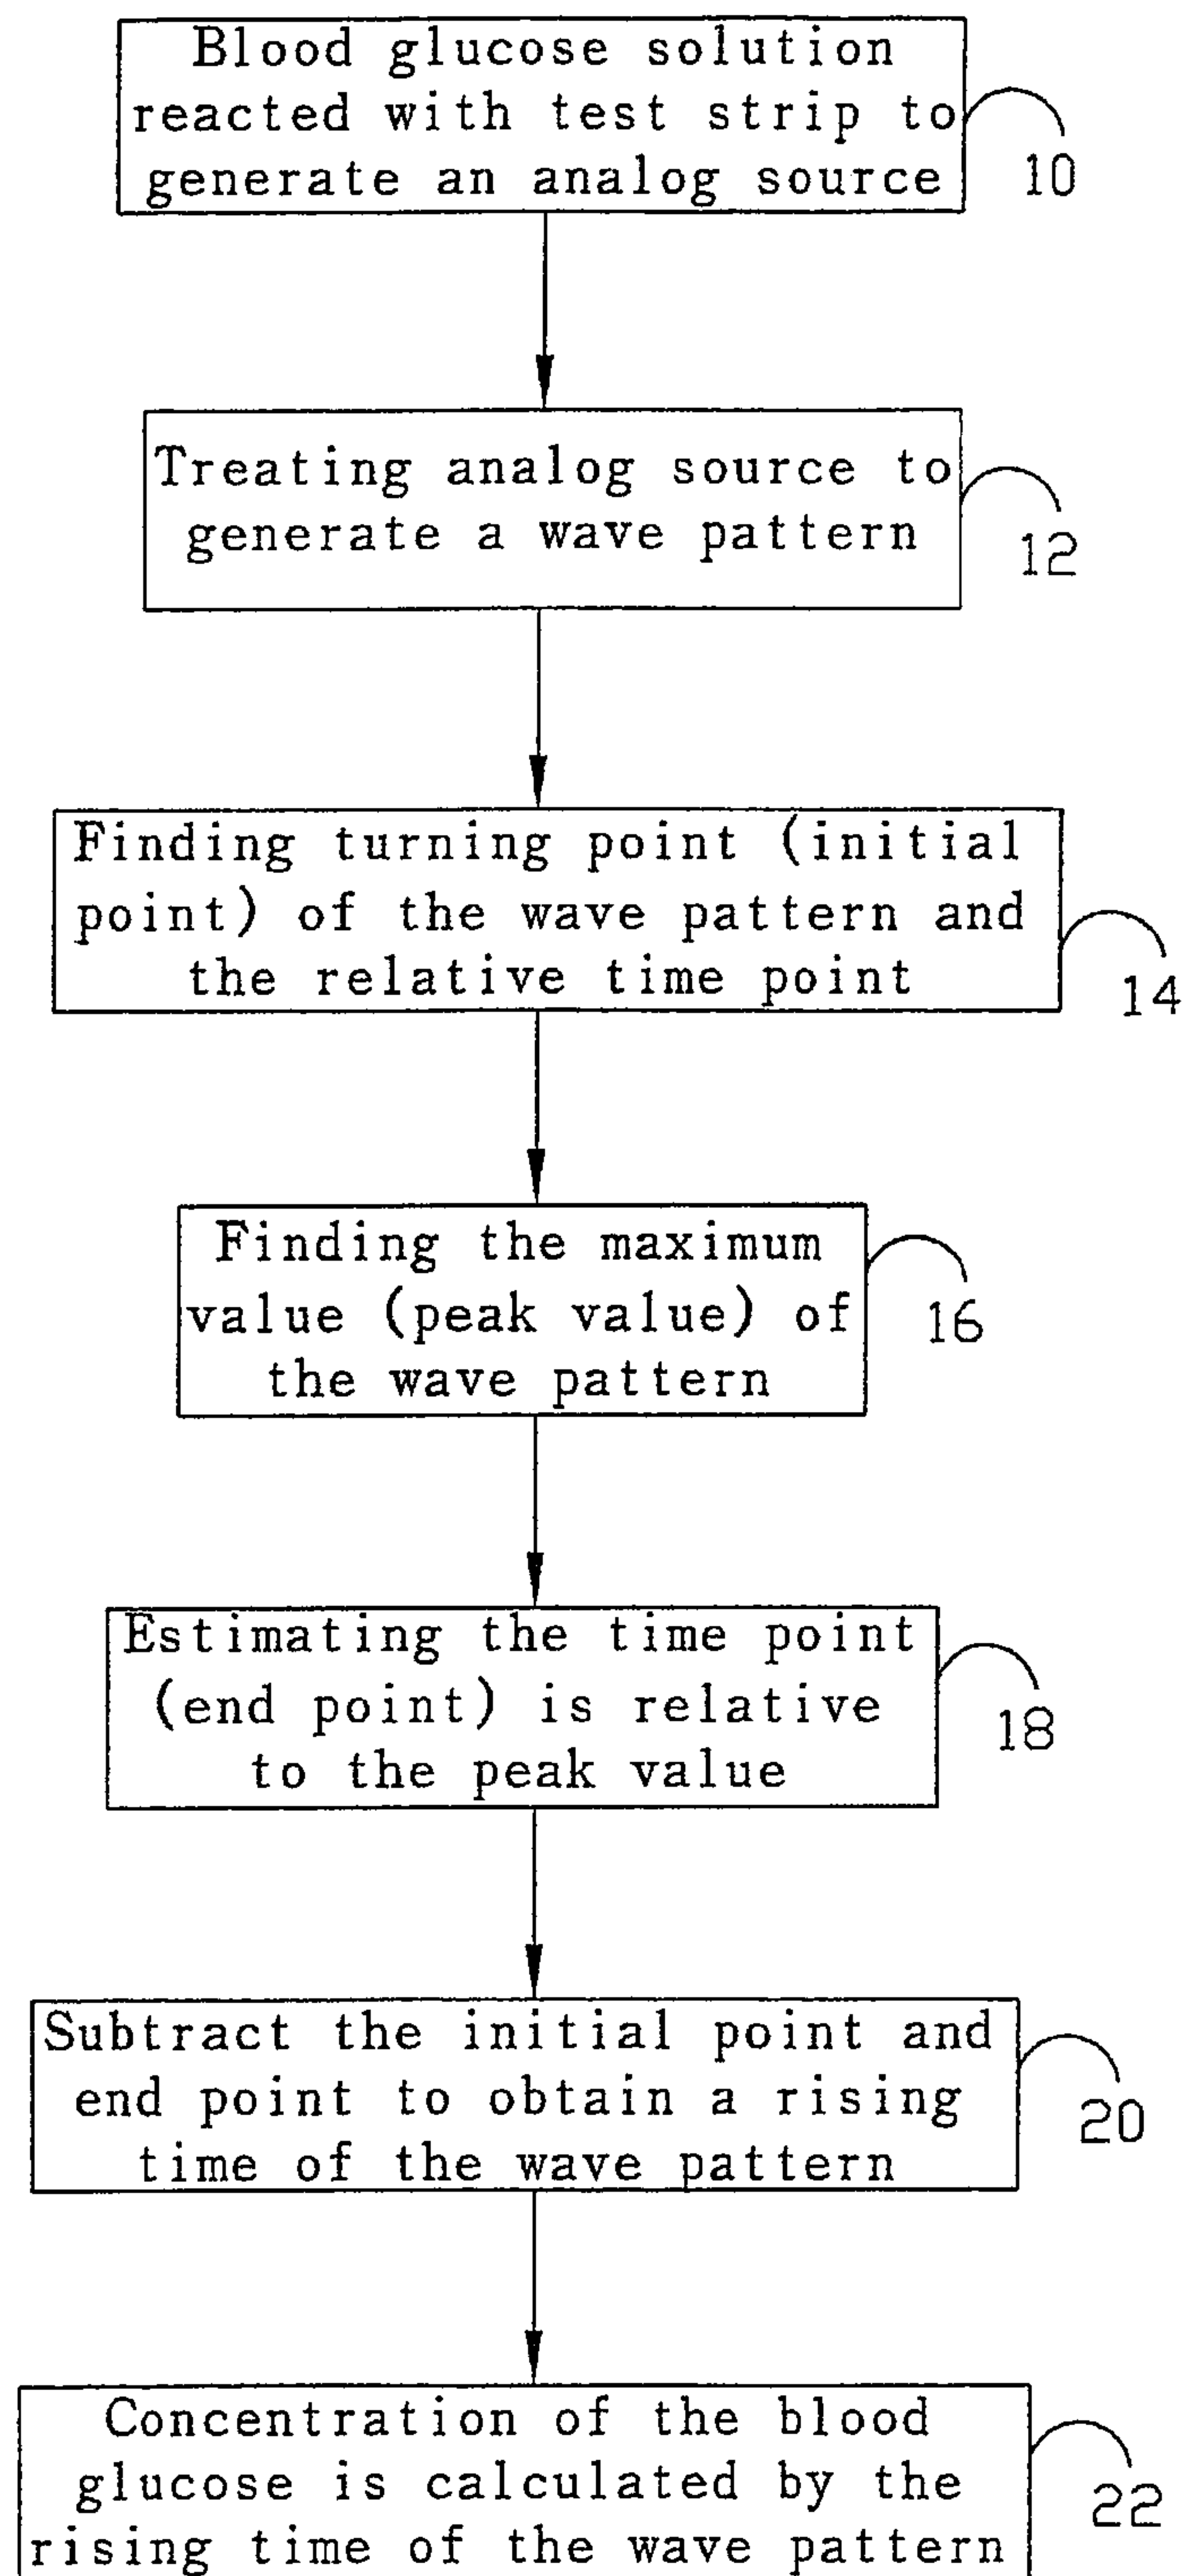 Blood glucose solution
reacted with test strip to
generate an analog source
10
Treating analog source to
generate a wave pattern
12
Finding turning point (initial
point) of the wave pattern and
the relative time point
14
Finding the maximum
value (peak value) of
the wave pattern
16
Estimating the time point
(end point) is relative
to the peak value
18
Subtract the initial point and
end point to obtain a rising
time of the wave pattern
20
Concentration of the blood
glucose is calculated by the
rising time of the wave pattern
22